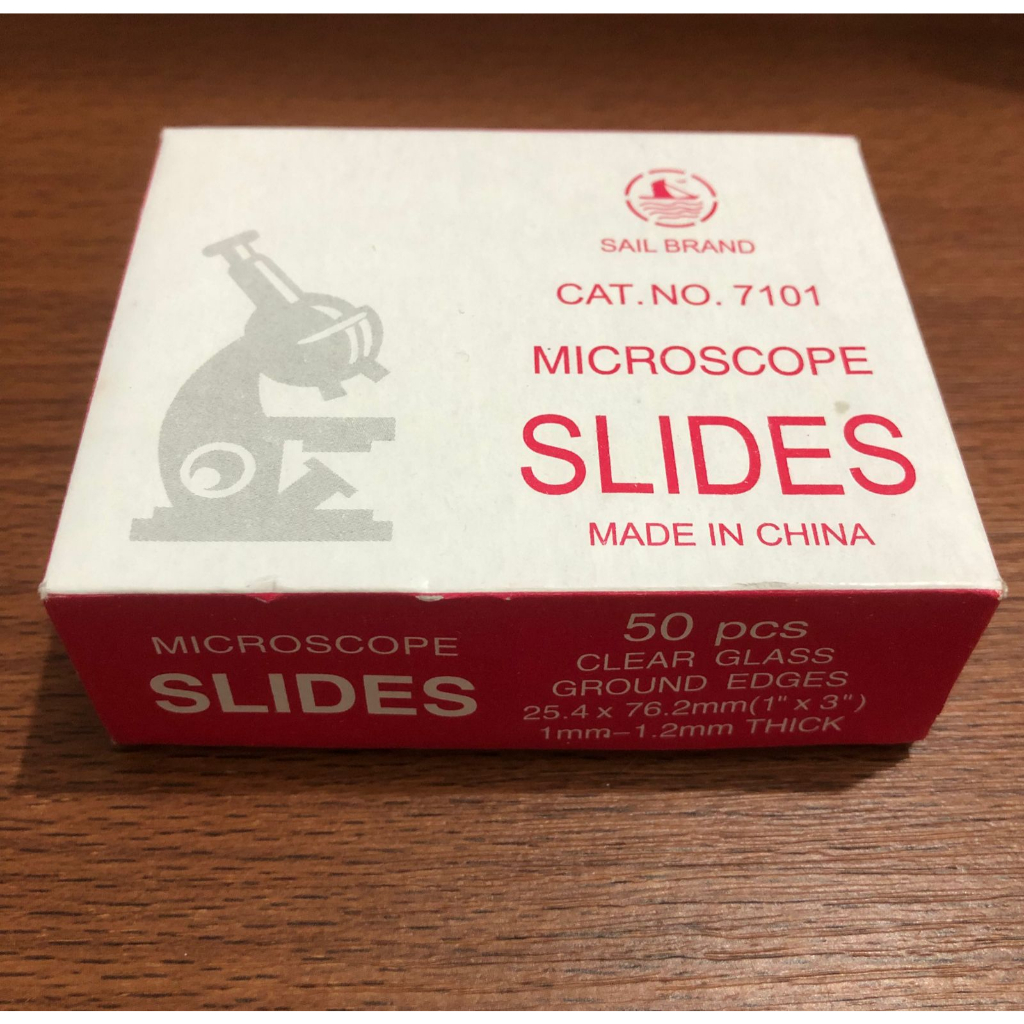 SAIL BRAND
CAT.NO. 7101
MICROSCOPE
SLIDES
MADE IN CHINA
MICROSCOPE
SLIDES
50 pcs
CLEAR GLASS
GROUND EDGES
25.4 x 76.2mm(1" x 3")
1mm-1.2mm THICK